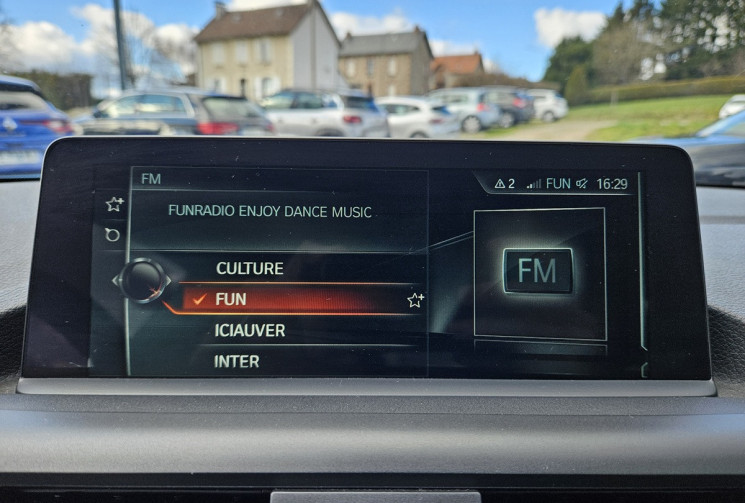 FM
2 FUN 16:29
FUNRADIO ENJOY DANCE MUSIC
CULTURE
FUN
ICIAUVER
INTER
FM